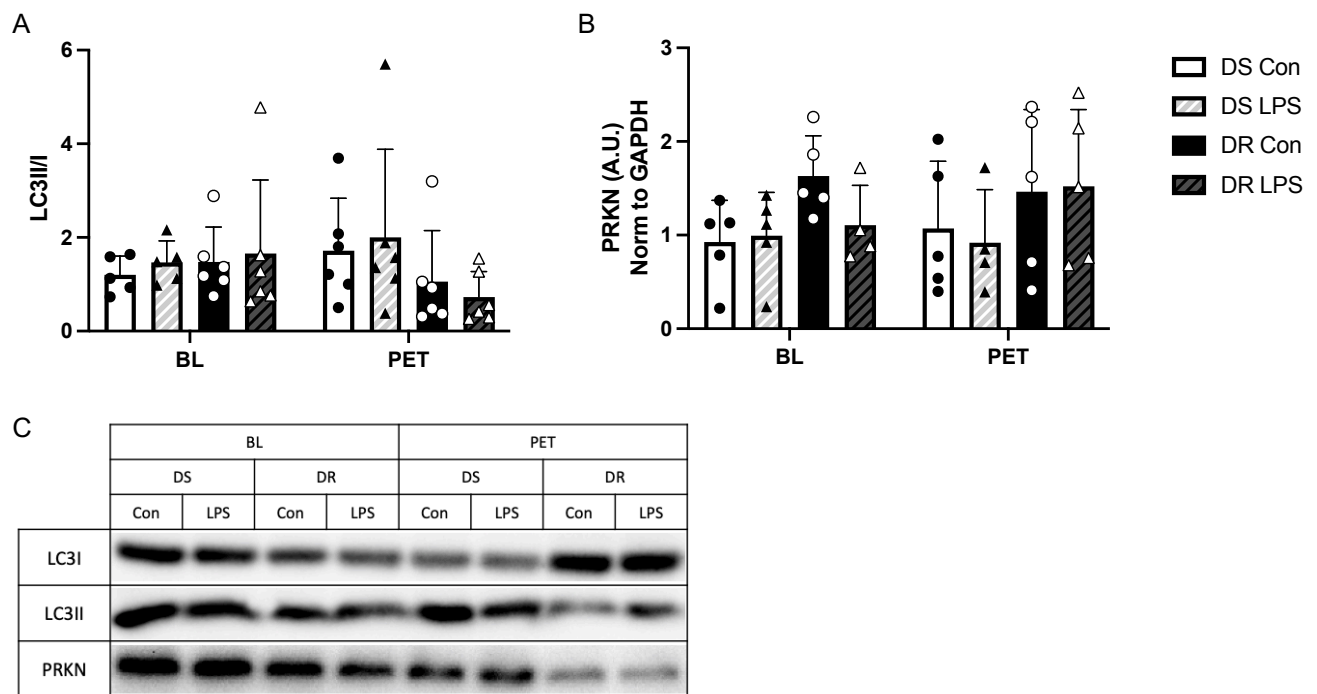 A
6
4
2
0
LC3II/I
BL PET
B
3
2
1
0
PRKN (A.U.)
Norm to GAPDH
BL PET
DS Con
DS LPS
DR Con
DR LPS
C
BL PET
DS DR DS DR
Con LPS Con LPS Con LPS Con LPS
LC3I
LC3II
PRKN